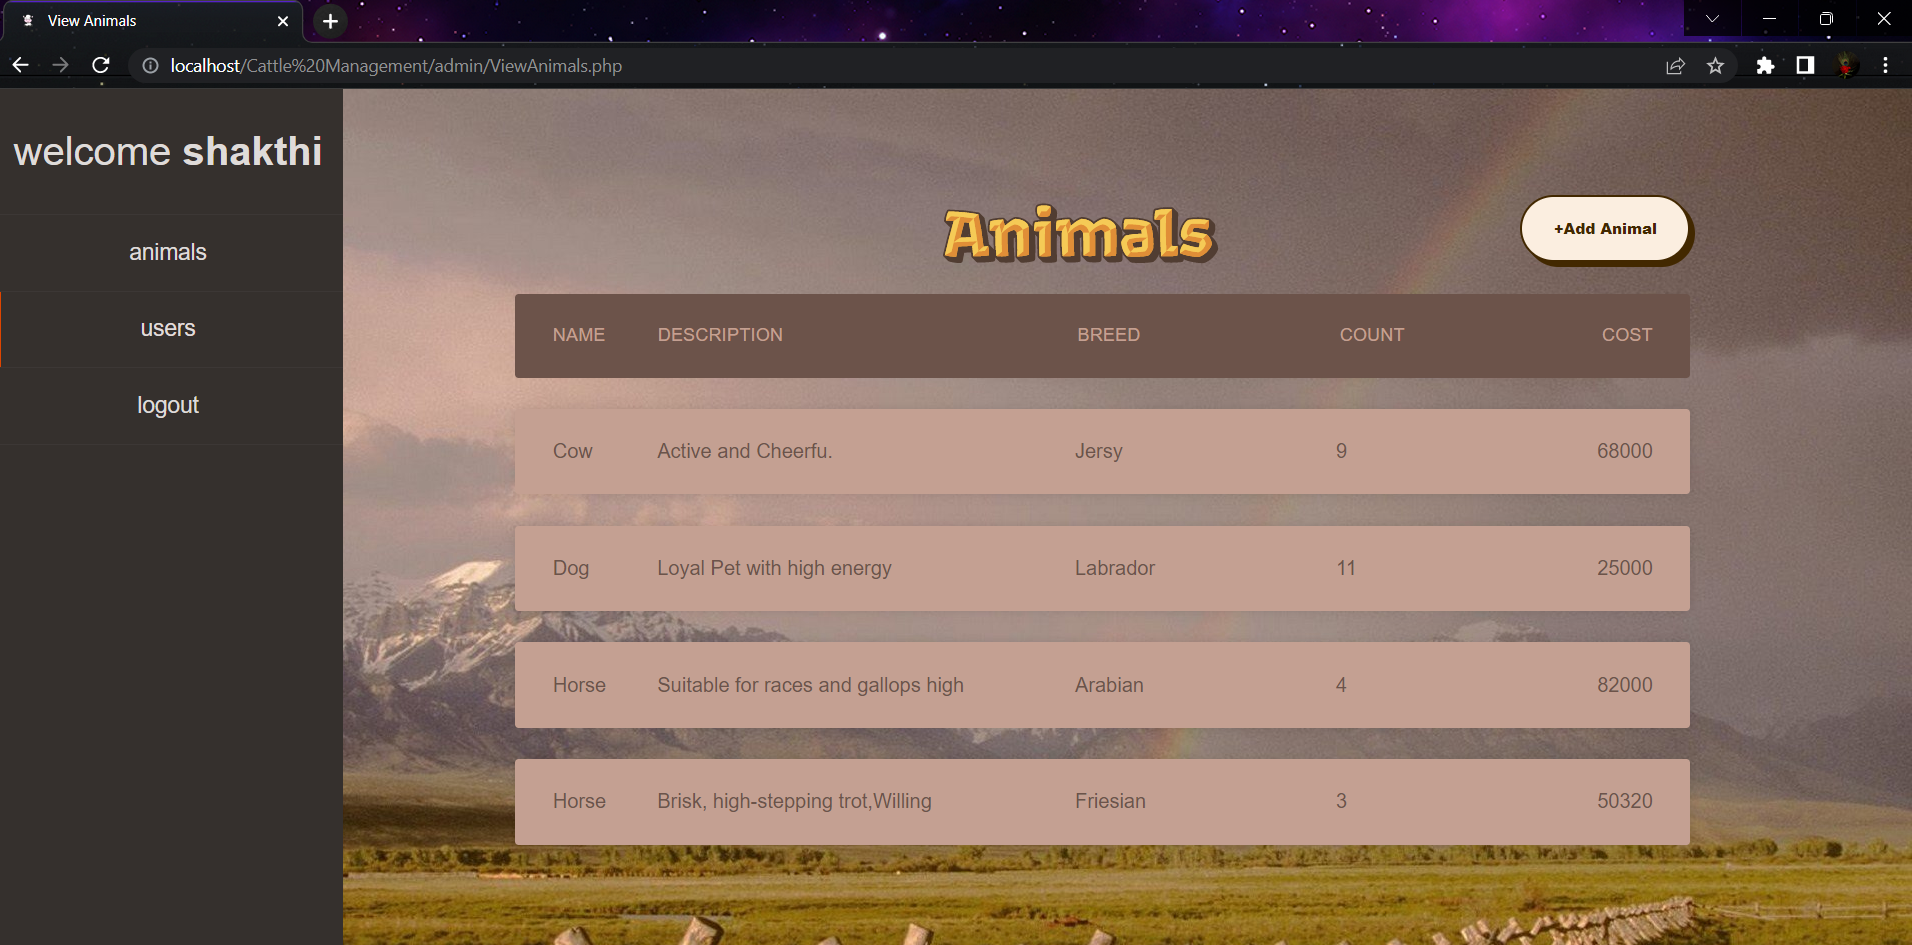 View Animals
localhost/Cattle%20Management/admin/ViewAnimals.php
welcome shakthi
animals
users
logout
Animals
+Add Animal
NAME DESCRIPTION BREED COUNT COST
Cow Active and Cheerfu. Jersy 9 68000
Dog Loyal Pet with high energy Labrador 11 25000
Horse Suitable for races and gallops high Arabian 4 82000
Horse Brisk, high-stepping trot,Willing Friesian 3 50320